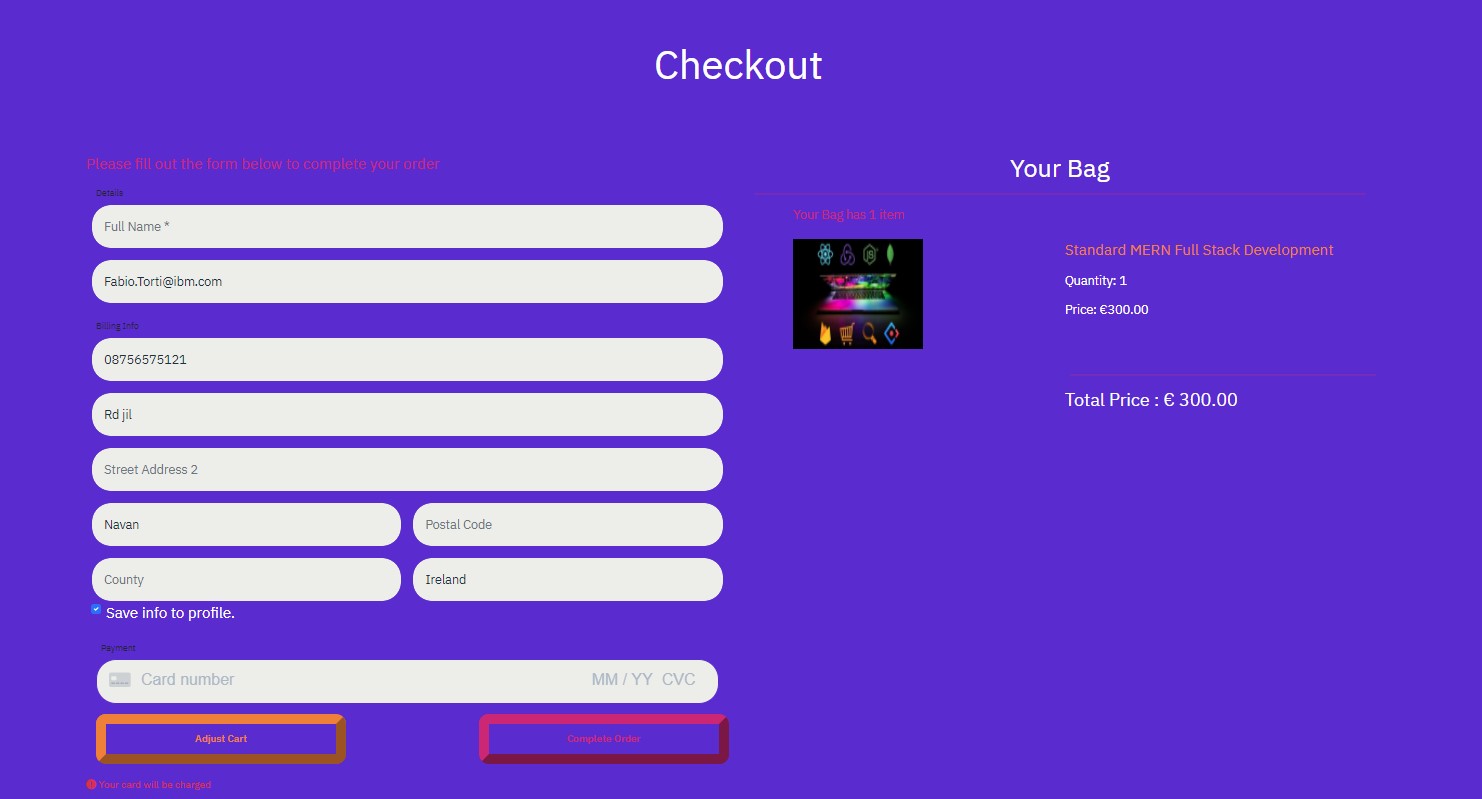 Checkout
Please fill out the form below to complete your order
Details
Full Name *
Fabio.Torti@ibm.com
Billing Info
08756575121
Rd jil
Street Address 2
Navan
Postal Code
County
Ireland
Save info to profile.
Payment
Card number MM / YY CVC
Adjust Cart
Complete Order
Your card will be charged
Your Bag
Your Bag has 1 item
JS
Standard MERN Full Stack Development
Quantity: 1
Price: €300.00
Total Price : € 300.00